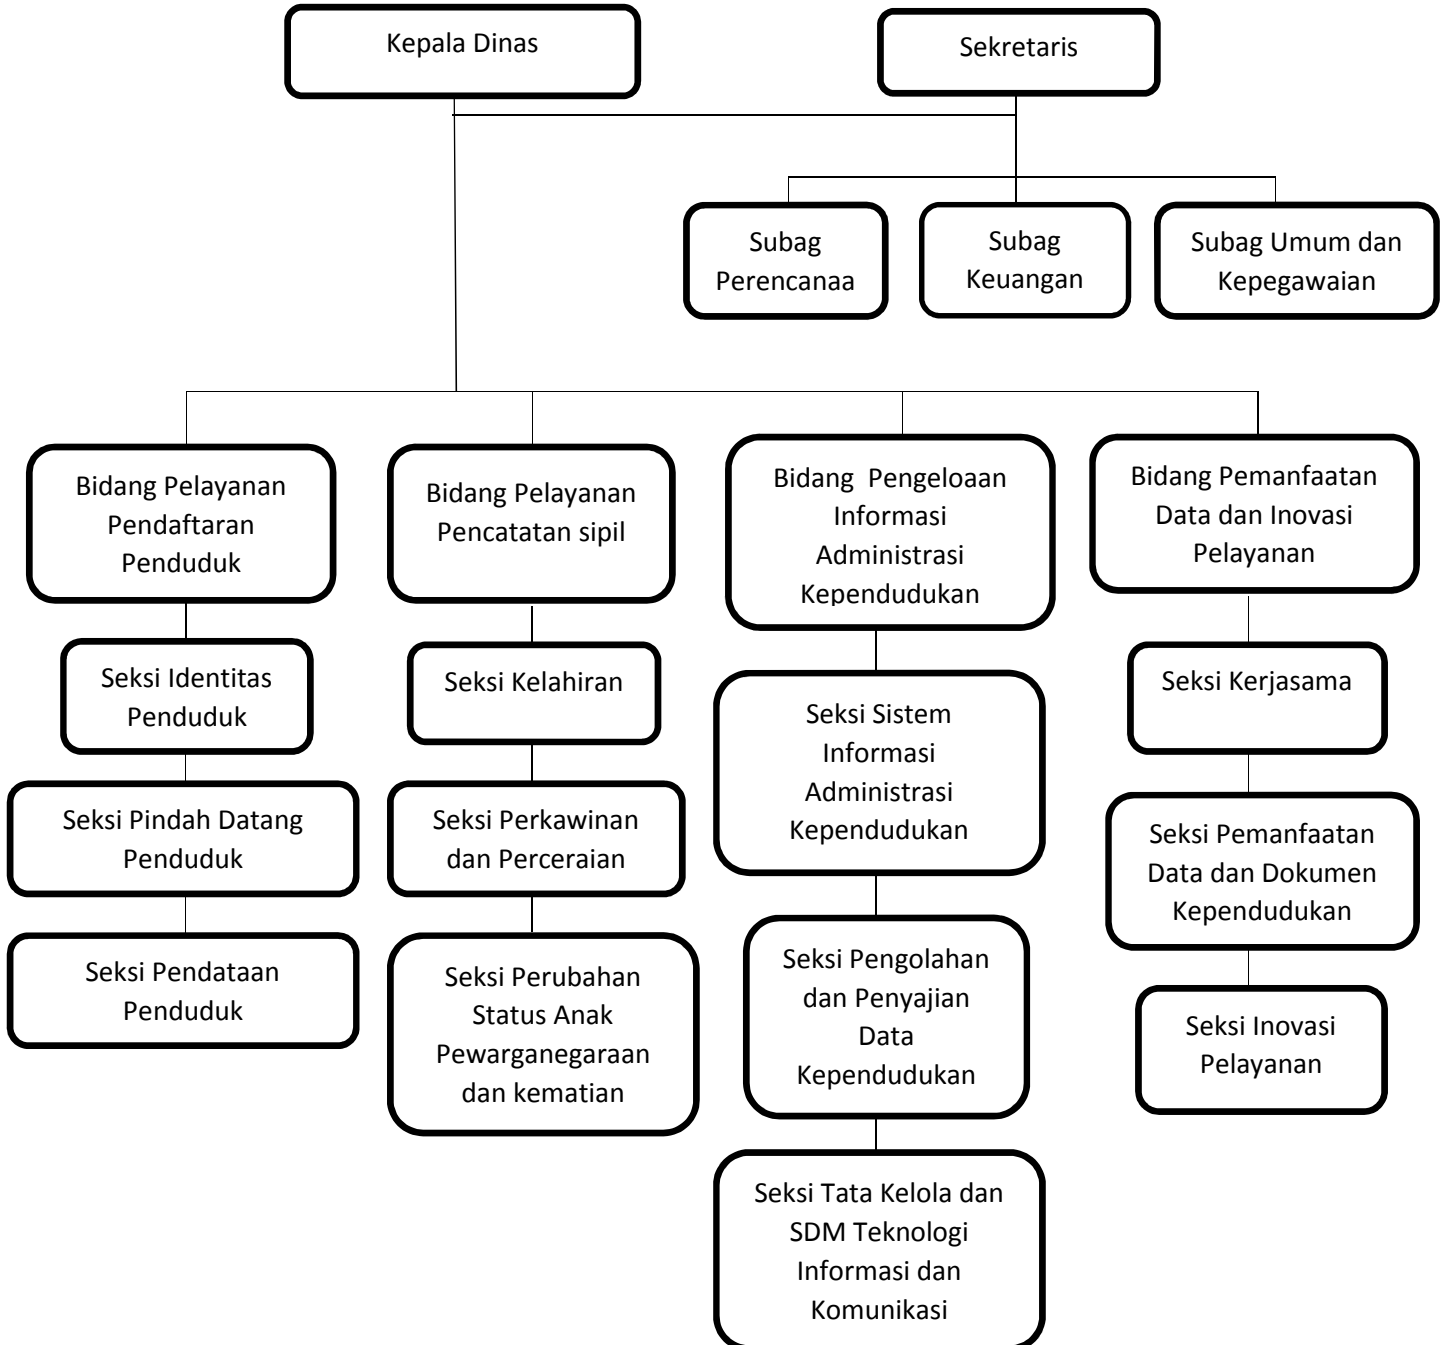 Kepala Dinas
Sekretaris
Subag
Perencanaa
Subag
Keuangan
Subag Umum dan
Kepegawaian
Bidang Pelayanan
Pendaftaran
Penduduk
Bidang Pelayanan
Pencatatan sipil
Bidang  Pengeloaan
Informasi
Administrasi
Kependudukan
Bidang Pemanfaatan
Data dan Inovasi
Pelayanan
Seksi Identitas
Penduduk
Seksi Kelahiran
Seksi Sistem
Informasi
Administrasi
Kependudukan
Seksi Kerjasama
Seksi Pindah Datang
Penduduk
Seksi Perkawinan
dan Perceraian
Seksi Pemanfaatan
Data dan Dokumen
Kependudukan
Seksi Pendataan
Penduduk
Seksi Perubahan
Status Anak
Pewarganegaraan
dan kematian
Seksi Pengolahan
dan Penyajian
Data
Kependudukan
Seksi Inovasi
Pelayanan
Seksi Tata Kelola dan
SDM Teknologi
Informasi dan
Komunikasi